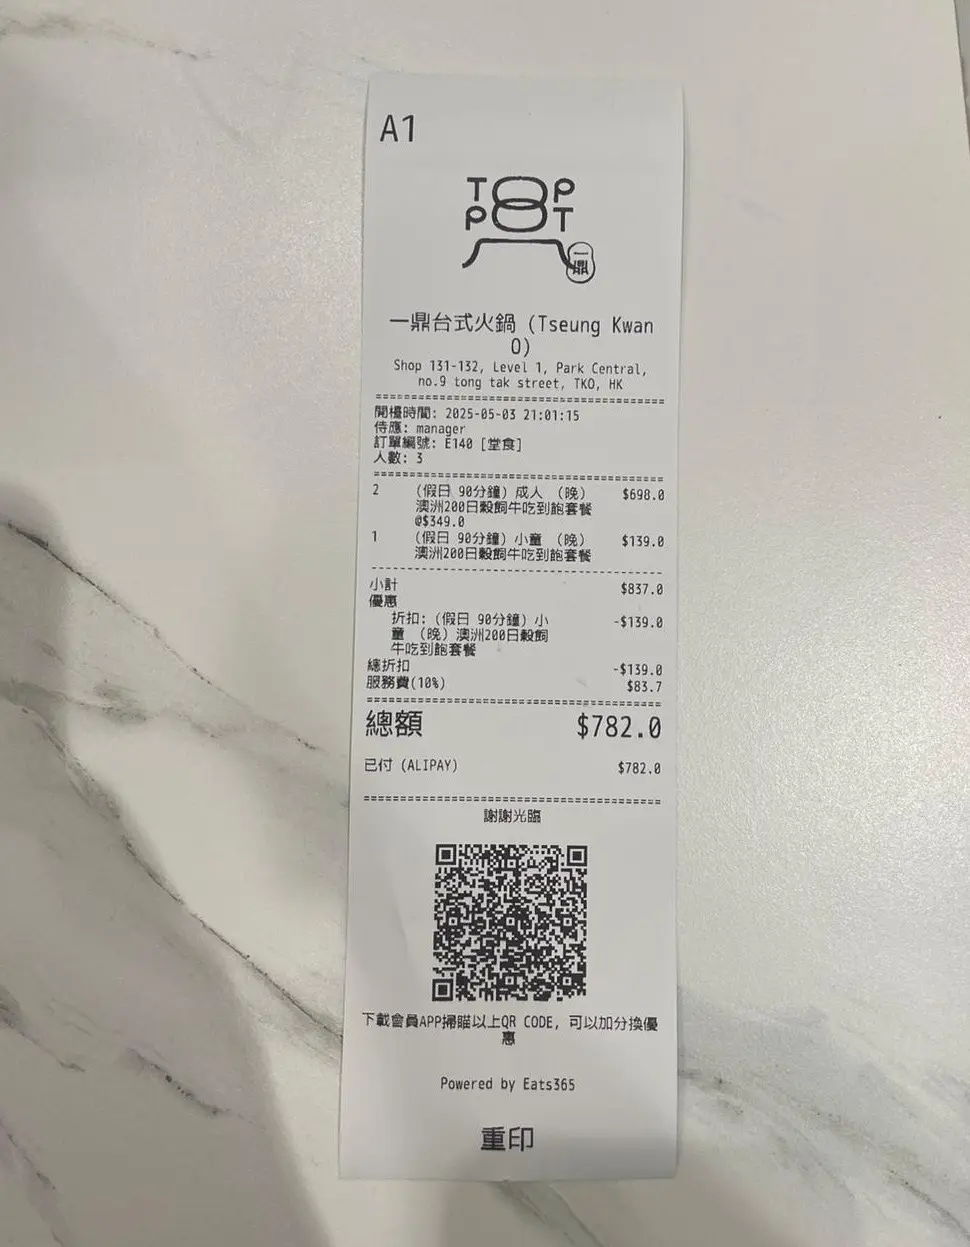 A1
TOP
POT
一鼎
一鼎台式火鍋 (Tseung Kwan
O)
Shop 131-132, Level 1, Park Central,
no.9 tong tak street, TKO, HK
開檯時間: 2025-05-03 21:01:15
侍應: manager
訂單編號: E140 [堂食]
人數: 3
2 (假日 90分鐘) 成人 (晚) $698.0
澳洲200日穀飼牛吃到飽套餐
@$349.0
1 (假日 90分鐘) 小童 (晚) $139.0
澳洲200日穀飼牛吃到飽套餐
小計 $837.0
優惠
折扣: (假日 90分鐘) 小 -$139.0
童 (晚) 澳洲200日穀飼
牛吃到飽套餐
總折扣 -$139.0
服務費(10%) $83.7
總額 $782.0
已付 (ALIPAY) $782.0
謝謝光臨
下載會員APP掃瞄以上QR CODE, 可以加分換優
惠
Powered by Eats365
重印